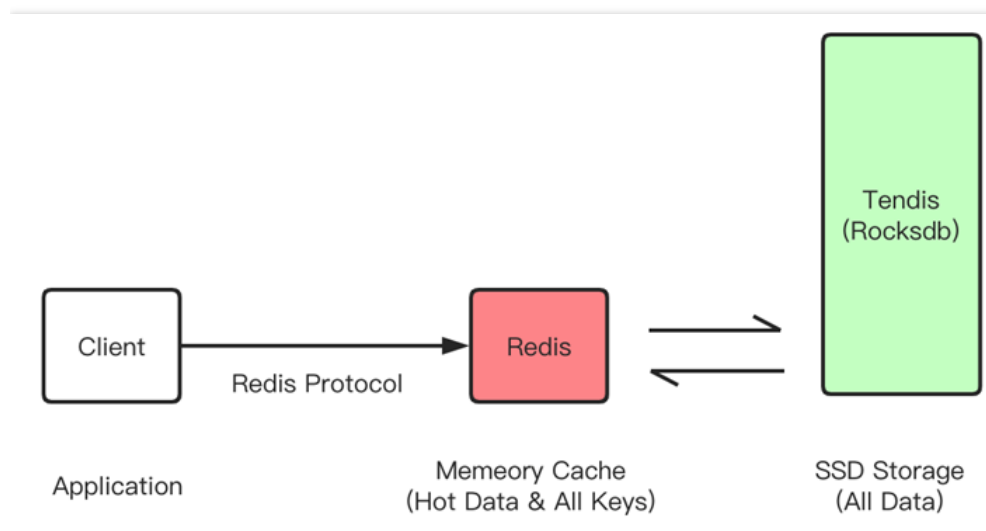 Tendis
(Rocksdb)
Client
Redis
Redis Protocol
Application
Memeory Cache
(Hot Data & All Keys)
SSD Storage
(All Data)